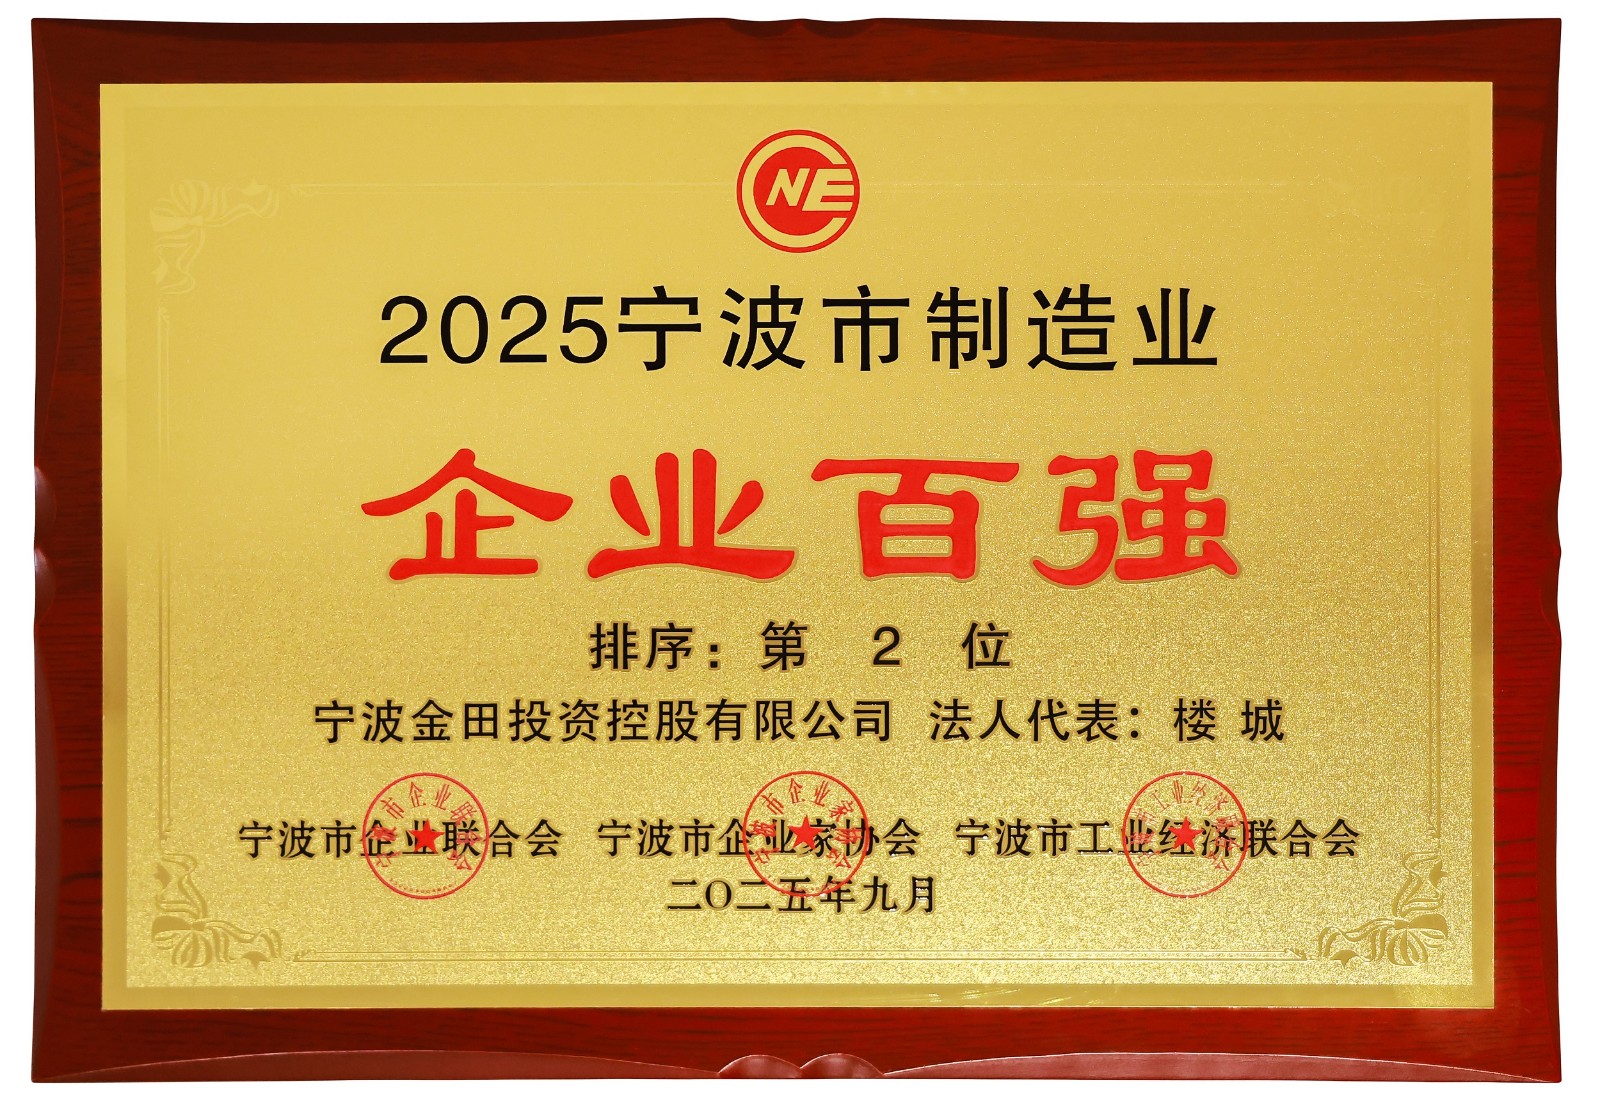 CNE
2025宁波市制造业
企业百强
排序：第 2 位
宁波金田投资控股有限公司 法人代表：楼 城
宁波市企业联合会 宁波市企业家协会 宁波市工业经济联合会
二〇二五年九月